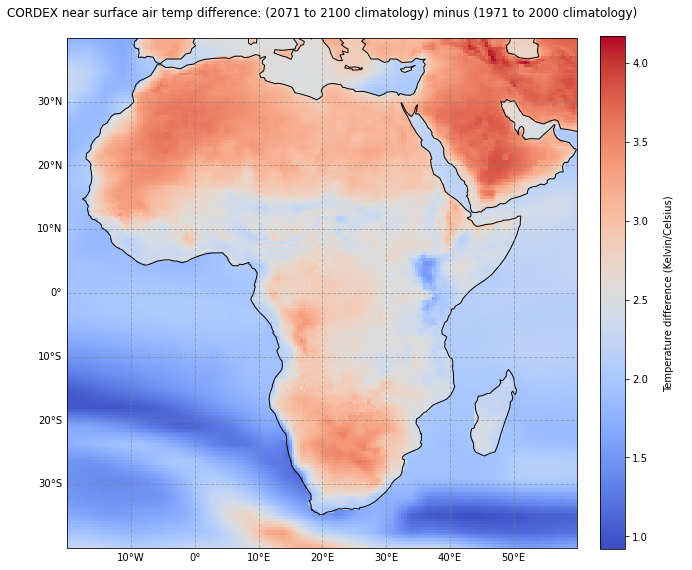 CORDEX near surface air temp difference: (2071 to 2100 climatology) minus (1971 to 2000 climatology)
4.0
3.5
3.0
2.5
2.0
1.5
1.0
Temperature difference (Kelvin/Celsius)
30°N
20°N
10°N
0°
10°S
20°S
30°S
10°W
0°
10°E
20°E
30°E
40°E
50°E